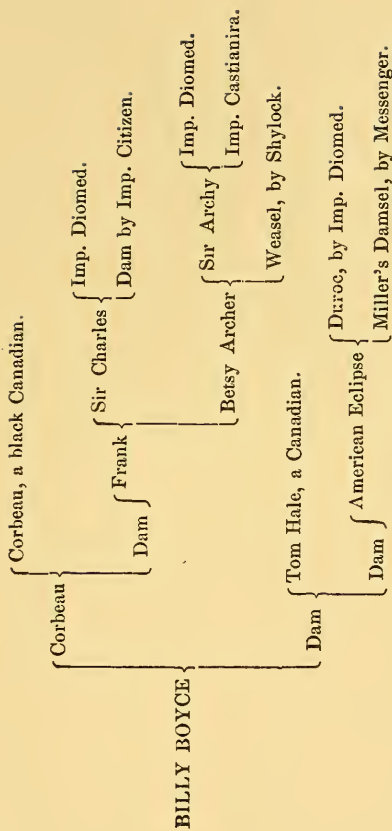 Corbeau, a black Canadian.
Corbeau
Imp. Diomed.
Sir Charles
Dam by Imp. Citizen.
Frank
Dam
Imp. Diomed.
Sir Archy
Imp. Castianira.
Betsy Archer
Weasel, by Shylock.
BILLY BOYCE
Tom Hale, a Canadian.
Dam
Duroc, by Imp. Diomed.
Dam
American Eclipse
Miller's Damsel, by Messenger.